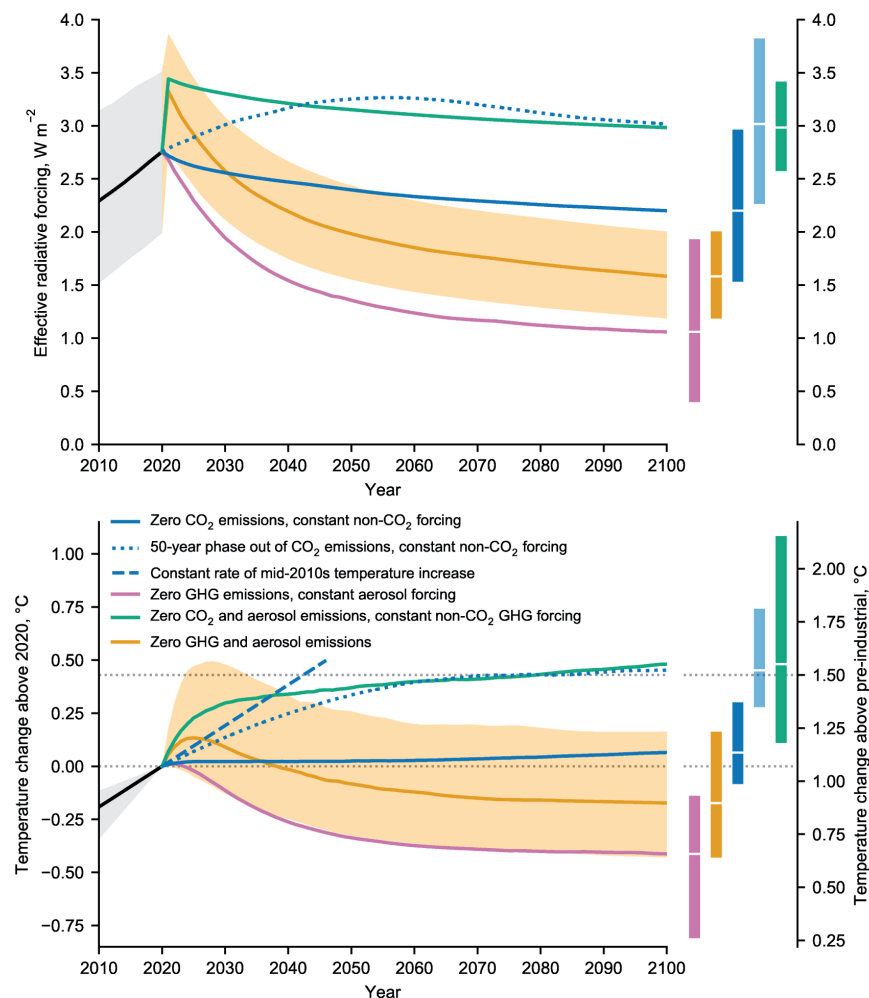 Effective radiative forcing, W m⁻²
4.0
3.5
3.0
2.5
2.0
1.5
1.0
0.5
0.0
4.0
3.5
3.0
2.5
2.0
1.5
1.0
0.5
0.0
2010 2020 2030 2040 2050 2060 2070 2080 2090 2100
Year
Temperature change above 2020, °C
1.00
0.75
0.50
0.25
0.00
−0.25
−0.50
−0.75
Zero CO₂ emissions, constant non-CO₂ forcing
50-year phase out of CO₂ emissions, constant non-CO₂ forcing
Constant rate of mid-2010s temperature increase
Zero GHG emissions, constant aerosol forcing
Zero CO₂ and aerosol emissions, constant non-CO₂ GHG forcing
Zero GHG and aerosol emissions
2.00
1.75
1.50
1.25
1.00
0.75
0.50
0.25
Temperature change above pre-industrial, °C
2010 2020 2030 2040 2050 2060 2070 2080 2090 2100
Year